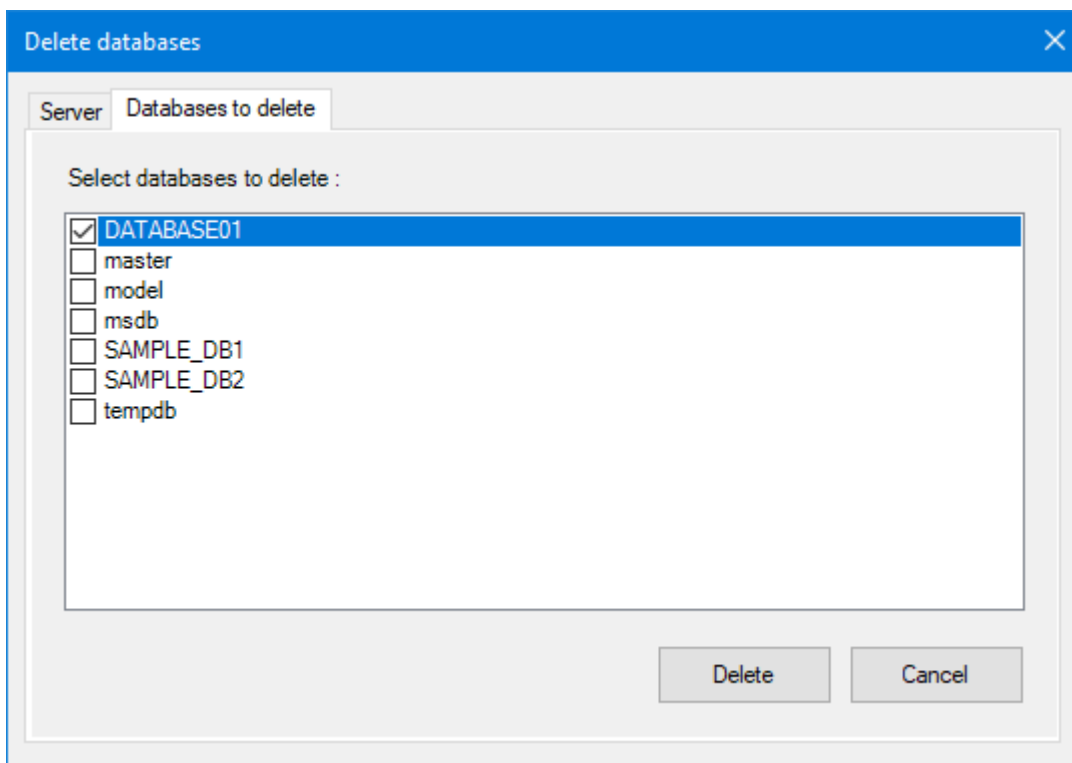 Delete databases
Server Databases to delete
Select databases to delete :
DATABASE01
master
model
msdb
SAMPLE_DB1
SAMPLE_DB2
tempdb
Delete Cancel